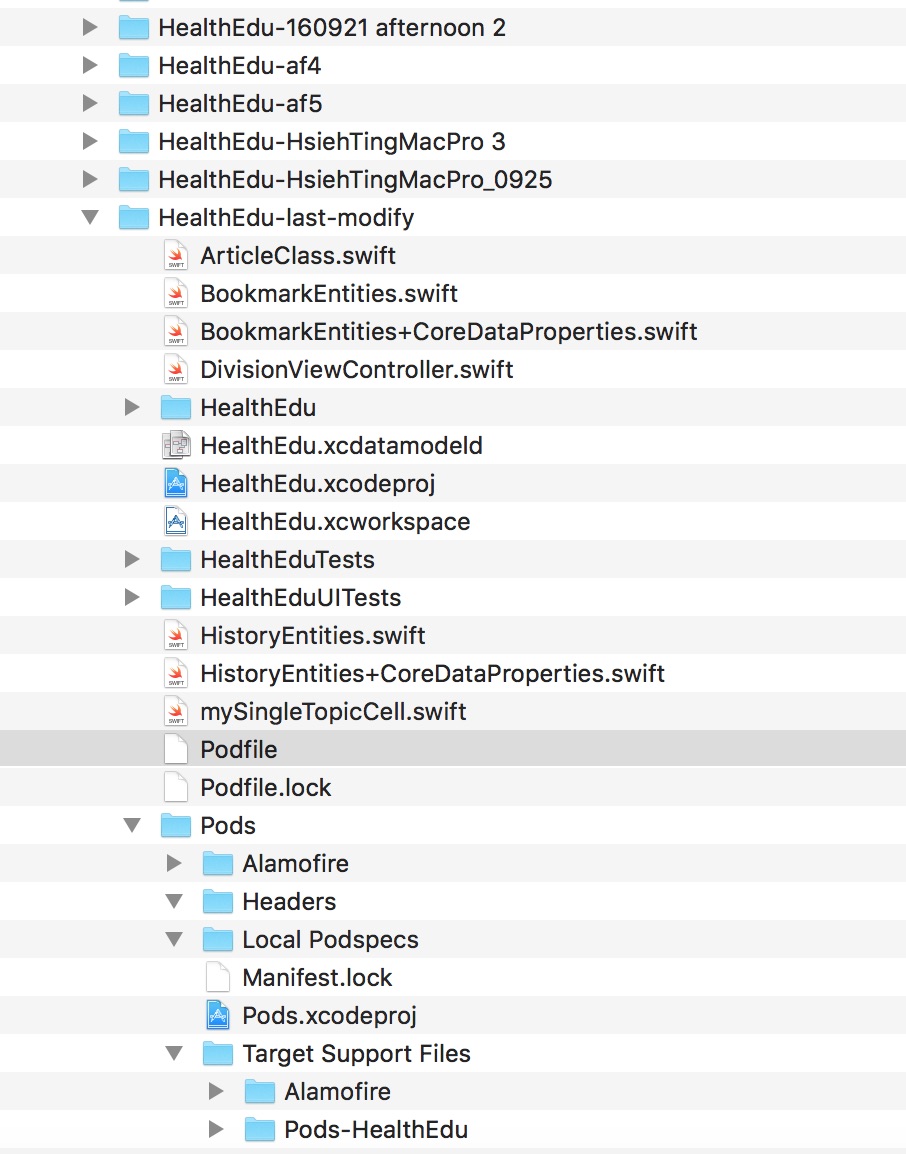 HealthEdu-160921 afternoon 2
HealthEdu-af4
HealthEdu-af5
HealthEdu-HsiehTingMacPro 3
HealthEdu-HsiehTingMacPro_0925
HealthEdu-last-modify
SWIFT ArticleClass.swift
SWIFT BookmarkEntities.swift
SWIFT BookmarkEntities+CoreDataProperties.swift
SWIFT DivisionViewController.swift
HealthEdu
HealthEdu.xcdatamodeld
HealthEdu.xcodeproj
HealthEdu.xcworkspace
HealthEduTests
HealthEduUITests
SWIFT HistoryEntities.swift
SWIFT HistoryEntities+CoreDataProperties.swift
SWIFT mySingleTopicCell.swift
Podfile
Podfile.lock
Pods
Alamofire
Headers
Local Podspecs
Manifest.lock
Pods.xcodeproj
Target Support Files
Alamofire
Pods-HealthEdu